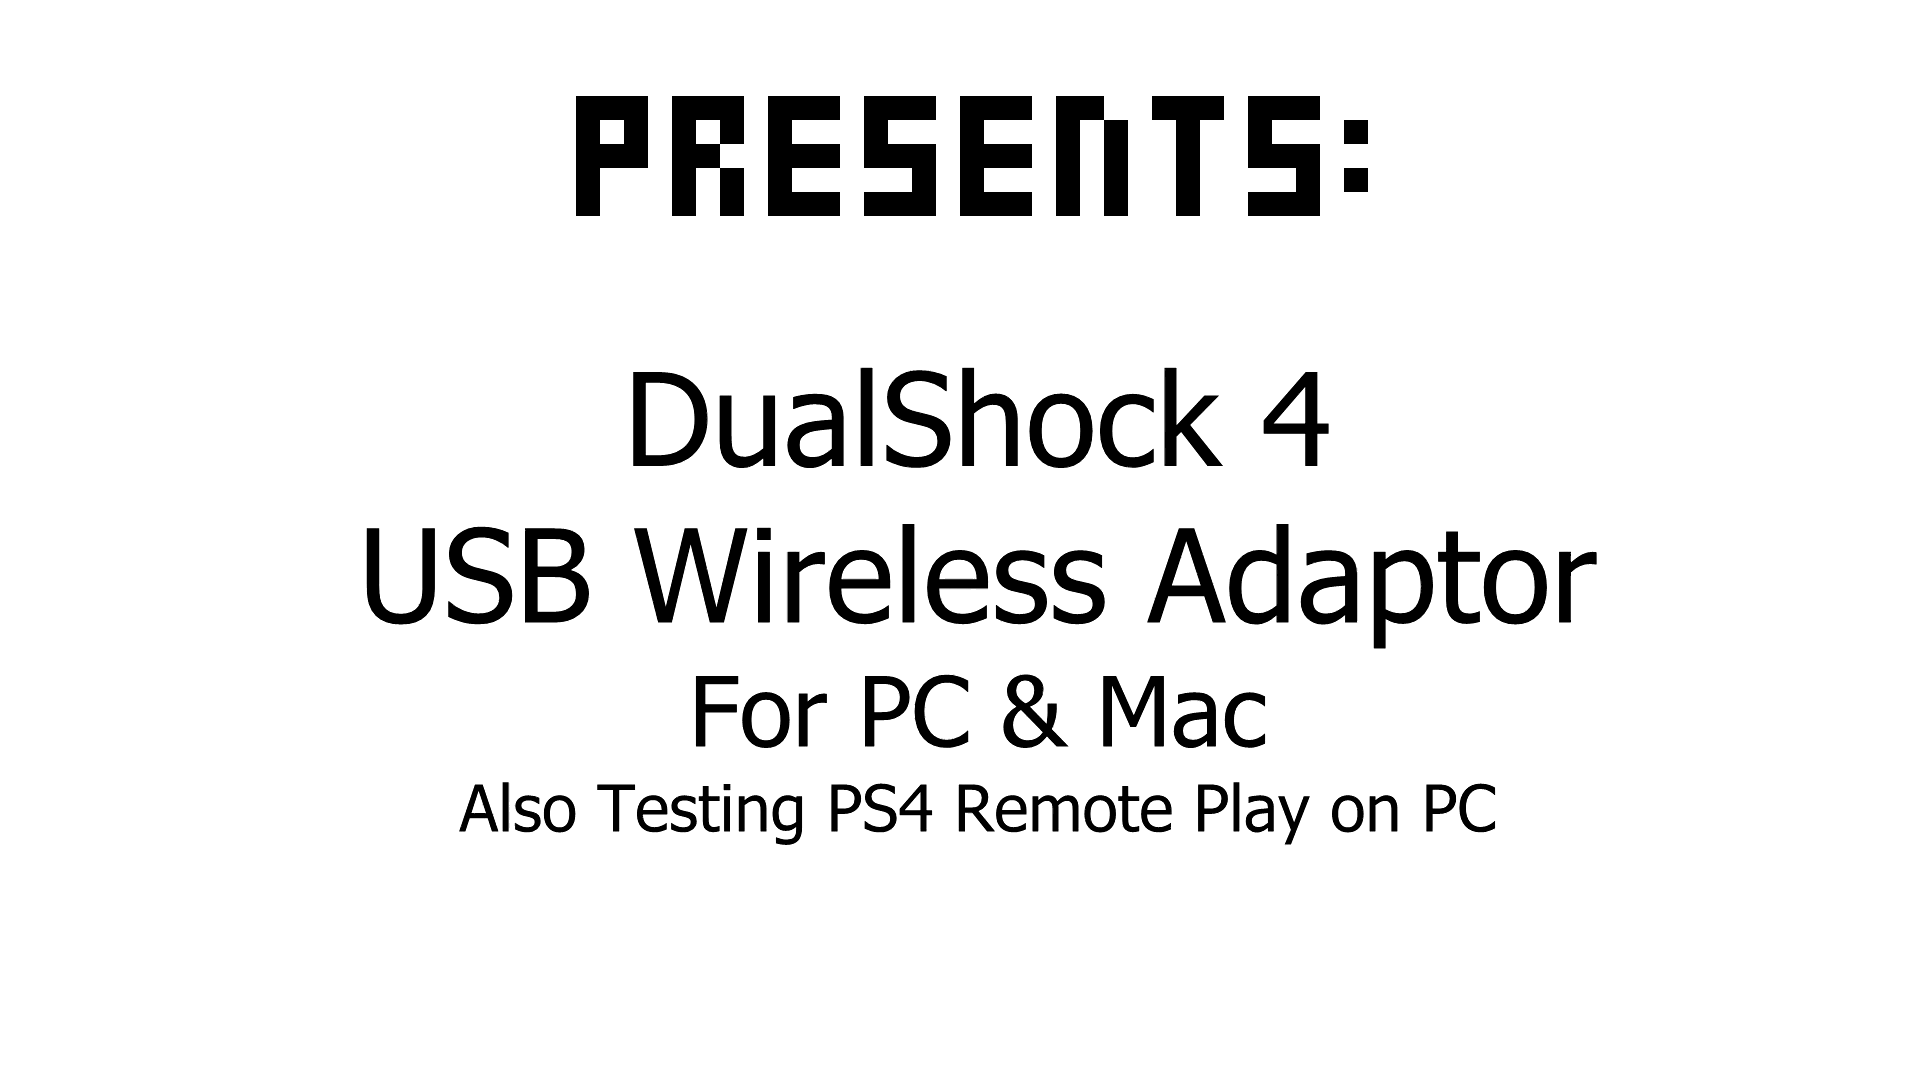 PRESENTS:
DualShock 4
USB Wireless Adaptor
For PC & Mac
Also Testing PS4 Remote Play on PC